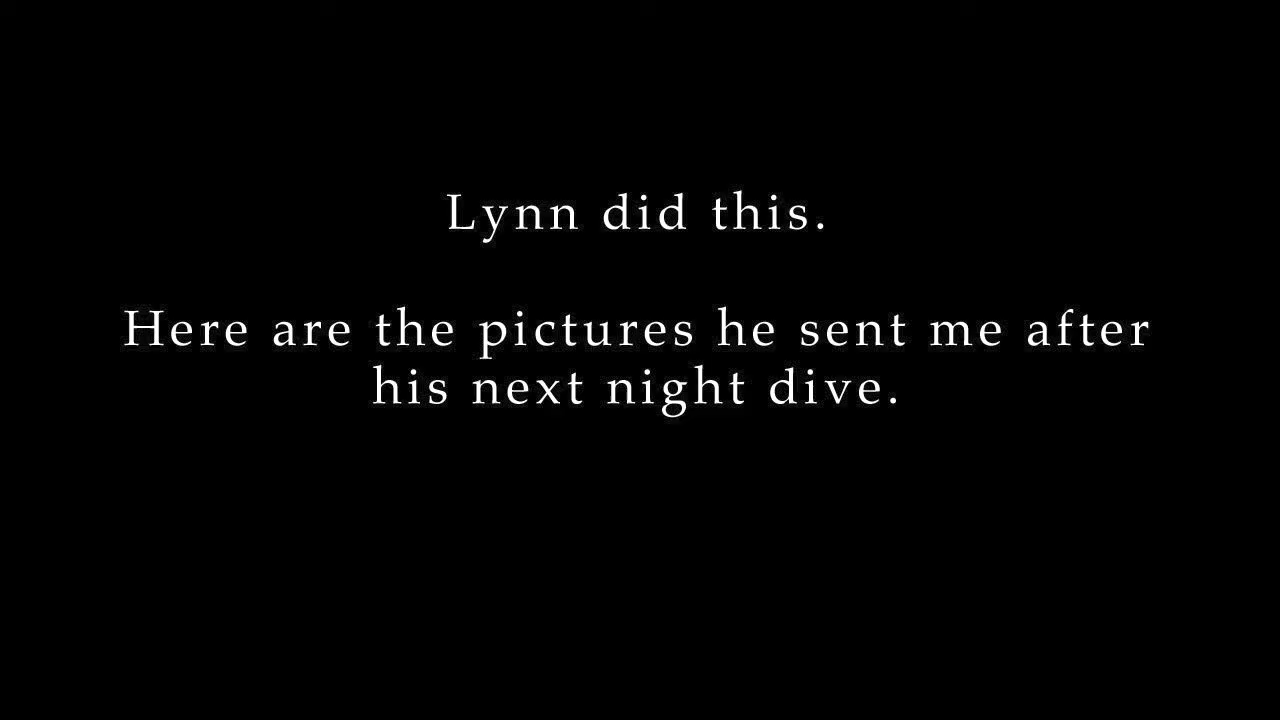 Lynn did this.
Here are the pictures he sent me after
his next night dive.